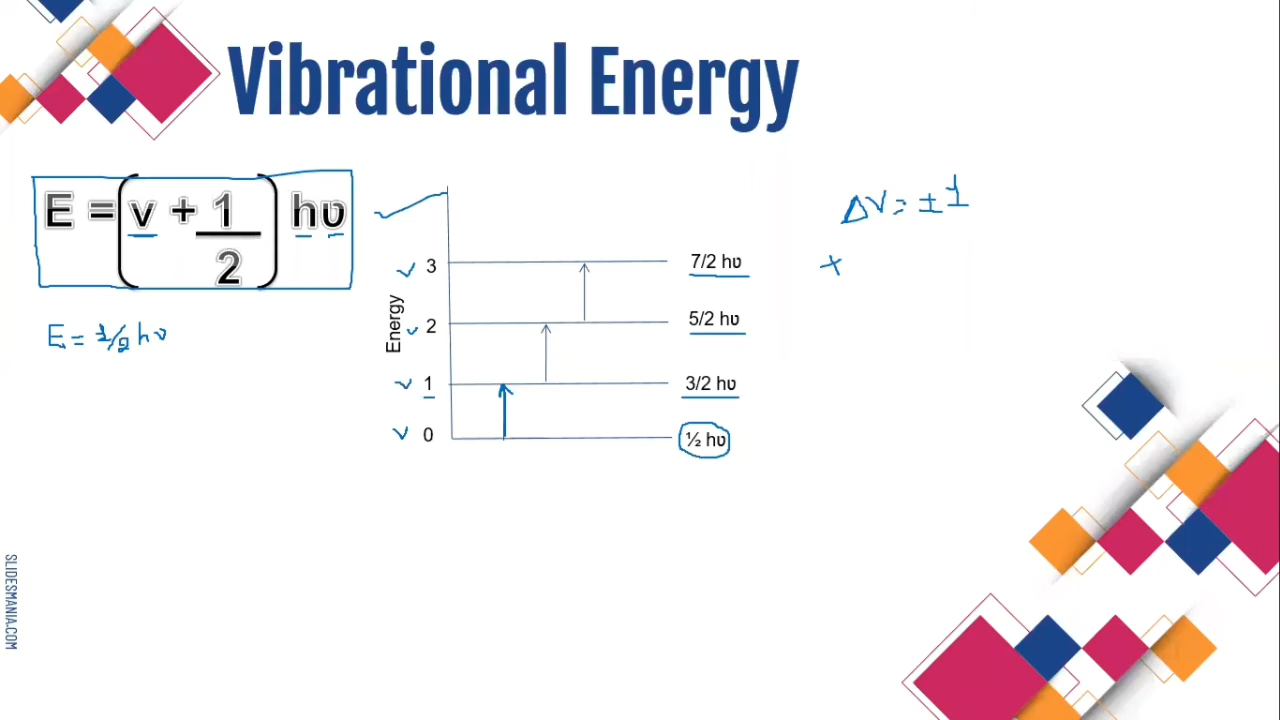 Vibrational Energy
E = (v + 1/2) hυ
E = 1/2 hυ
Energy
3 7/2 hυ
2 5/2 hυ
1 3/2 hυ
0 ½ hυ
ΔV = ±1
+
SLIDESMANIA.COM